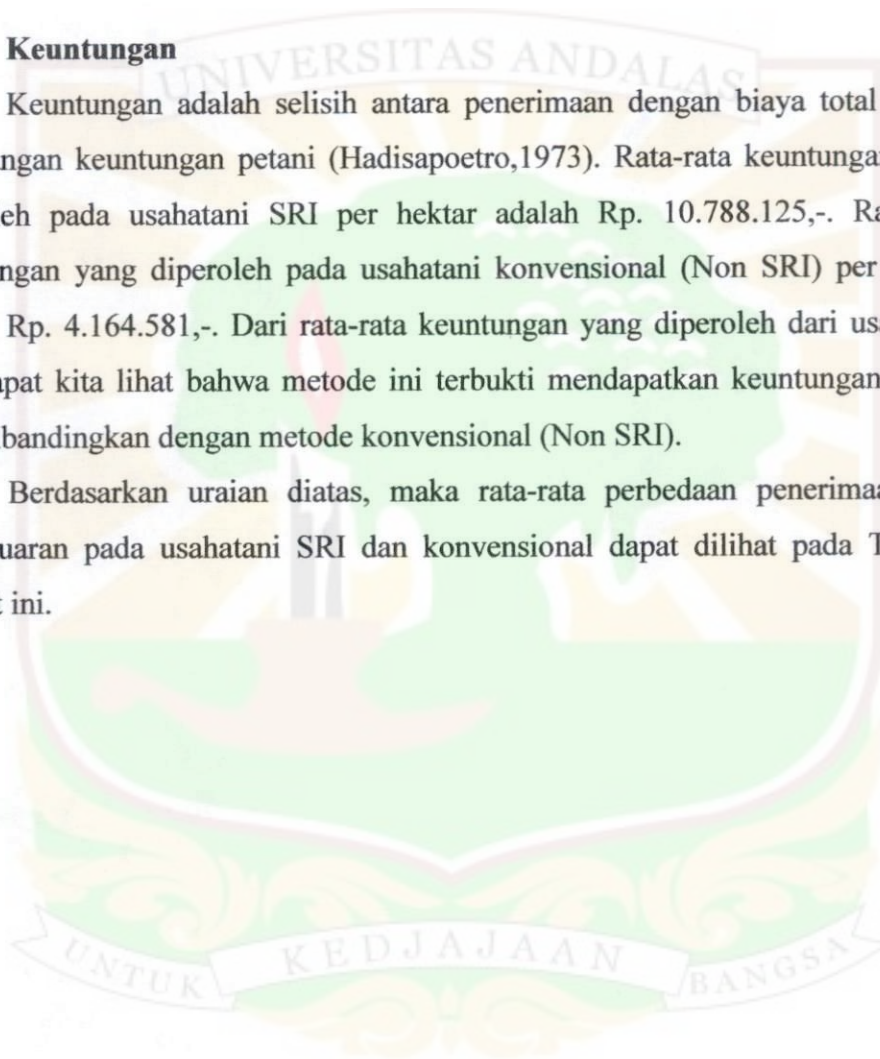 UNIVERSITAS ANDALAS
Keuntungan
Keuntungan adalah selisih antara penerimaan dengan biaya total
ngan keuntungan petani (Hadisapoetro,1973). Rata-rata keuntunga
eh pada usahatani SRI per hektar adalah Rp. 10.788.125,-. Ra
ngan yang diperoleh pada usahatani konvensional (Non SRI) per
Rp. 4.164.581,-. Dari rata-rata keuntungan yang diperoleh dari us
pat kita lihat bahwa metode ini terbukti mendapatkan keuntungan
bandingkan dengan metode konvensional (Non SRI).
Berdasarkan uraian diatas, maka rata-rata perbedaan penerimaa
uaran pada usahatani SRI dan konvensional dapat dilihat pada T
t ini.
UNTUK KEDJAJAAN BANGSA